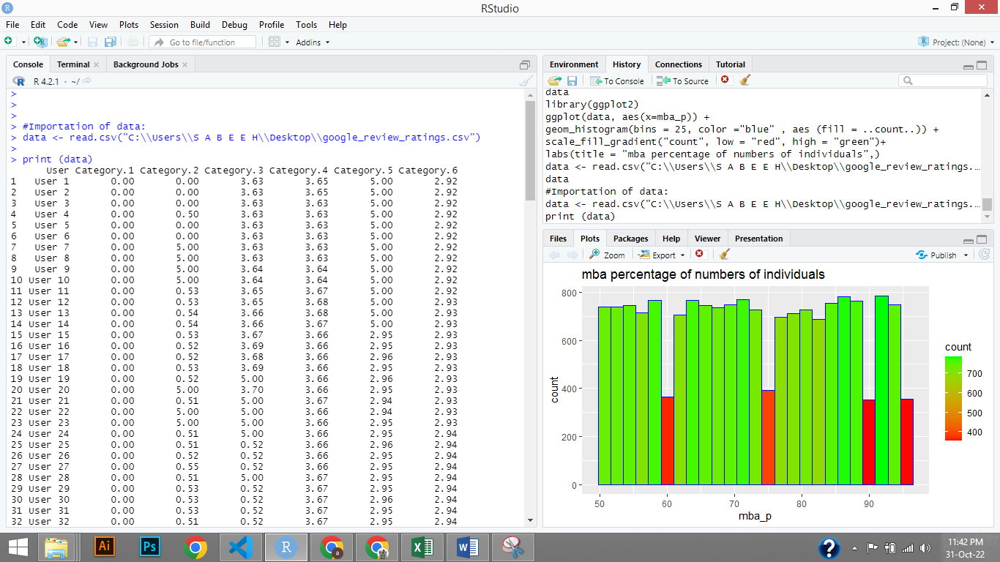 RStudio
File Edit Code View Plots Session Build Debug Profile Tools Help
Go to file/function Addins Project: (None)
Console Terminal Background Jobs
R 4.2.1 · ~/
>
>
>
> #Importation of data:
> data <- read.csv("C:\\Users\\S A B E E H\\Desktop\\google_review_ratings.csv")
>
> print (data)
User Category.1 Category.2 Category.3 Category.4 Category.5 Category.6
1 User 1 0.00 0.00 3.63 3.65 5.00 2.92
2 User 2 0.00 0.00 3.63 3.65 5.00 2.92
3 User 3 0.00 0.00 3.63 3.63 5.00 2.92
4 User 4 0.00 0.50 3.63 3.63 5.00 2.92
5 User 5 0.00 0.00 3.63 3.63 5.00 2.92
6 User 6 0.00 0.00 3.63 3.63 5.00 2.92
7 User 7 0.00 5.00 3.63 3.63 5.00 2.92
8 User 8 0.00 5.00 3.63 3.63 5.00 2.92
9 User 9 0.00 5.00 3.64 3.64 5.00 2.92
10 User 10 0.00 5.00 3.64 3.64 5.00 2.92
11 User 11 0.00 0.53 3.65 3.67 5.00 2.92
12 User 12 0.00 0.53 3.65 3.68 5.00 2.93
13 User 13 0.00 0.54 3.66 3.68 5.00 2.93
14 User 14 0.00 0.54 3.66 3.67 5.00 2.93
15 User 15 0.00 0.53 3.67 3.66 2.95 2.93
16 User 16 0.00 0.52 3.69 3.66 2.95 2.93
17 User 17 0.00 0.52 3.68 3.66 2.96 2.93
18 User 18 0.00 0.53 3.69 3.66 2.95 2.93
19 User 19 0.00 0.52 5.00 3.66 2.96 2.93
20 User 20 0.00 5.00 3.70 3.66 2.95 2.93
21 User 21 0.00 0.51 5.00 3.67 2.94 2.93
22 User 22 0.00 5.00 5.00 3.66 2.94 2.93
23 User 23 0.00 5.00 5.00 3.66 2.95 2.93
24 User 24 0.00 0.51 5.00 3.66 2.95 2.94
25 User 25 0.00 0.51 0.52 3.66 2.96 2.94
26 User 26 0.00 0.52 0.52 3.66 2.95 2.94
27 User 27 0.00 0.55 0.52 3.66 2.95 2.94
28 User 28 0.00 0.51 5.00 3.67 2.95 2.94
29 User 29 0.00 0.53 0.52 3.67 2.95 2.94
30 User 30 0.00 0.53 0.52 3.67 2.96 2.94
31 User 31 0.00 0.53 0.52 3.67 2.95 2.94
32 User 32 0.00 0.51 0.52 3.67 2.95 2.94
Environment History Connections Tutorial
To Console To Source
data
library(ggplot2)
ggplot(data, aes(x=mba_p)) +
geom_histogram(bins = 25, color ="blue" , aes (fill = ..count..)) +
scale_fill_gradient("count", low = "red", high = "green")+
labs(title = "mba percentage of numbers of individuals",)
data <- read.csv("C:\\Users\\S A B E E H\\Desktop\\google_review_ratings.…
data
#Importation of data:
data <- read.csv("C:\\Users\\S A B E E H\\Desktop\\google_review_ratings.…
print (data)
Files Plots Packages Help Viewer Presentation
Zoom Export Publish
mba percentage of numbers of individuals
800
600
400
200
0
count
50 60 70 80 90
mba_p
count
700
600
500
400
Ai Ps R
11:42 PM
31-Oct-22